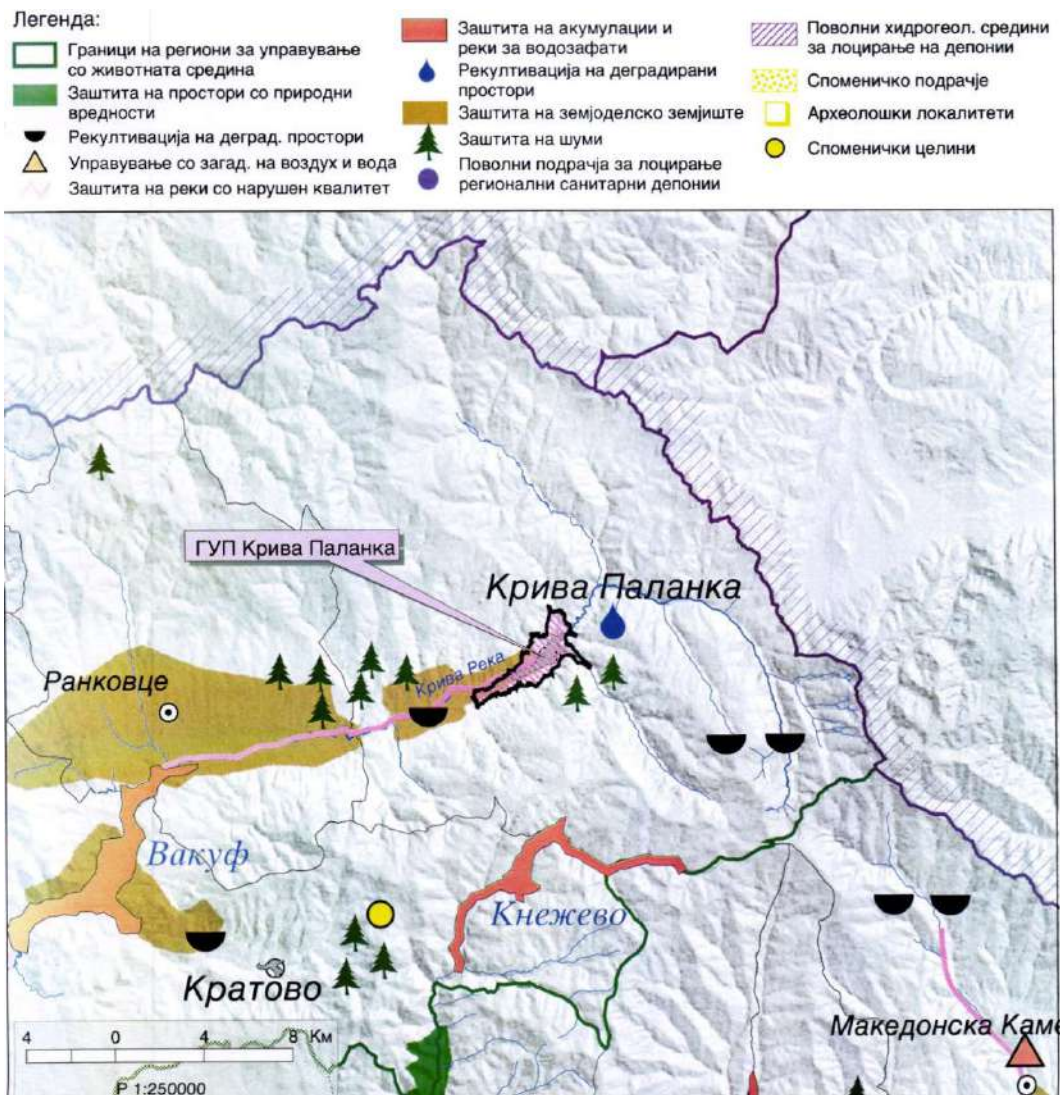 Легенда:
Граници на региони за управување
со животната средина
Заштита на простори со природни
вредности
Рекултивација на деград. простори
Управување со загад. на воздух и вода
Заштита на реки со нарушен квалитет
Заштита на акумулации и
реки за водозафати
Рекултивација на деградирани
простори
Заштита на земјоделско земјиште
Заштита на шуми
Поволни подрачја за лоцирање
регионални санитарни депонии
Поволни хидрогеол. средини
за лоцирање на депонии
Споменичко подрачје
Археолошки локалитети
Споменички целини
ГУП Крива Паланка
Крива Паланка
Крива Река
Ранковце
Вакуф
Кнежево
Кратово
Македонска Каме
4 0 4 8 Км
Р 1:250000